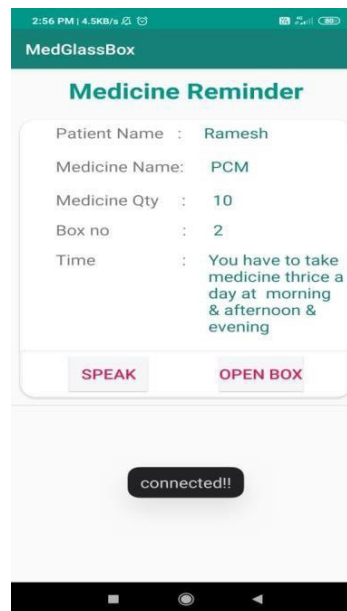 2:56 PM | 4.5KB/s
MedGlassBox
Medicine Reminder
Patient Name : Ramesh
Medicine Name: PCM
Medicine Qty : 10
Box no : 2
Time : You have to take
medicine thrice a
day at morning
& afternoon &
evening
SPEAK OPEN BOX
connected!!